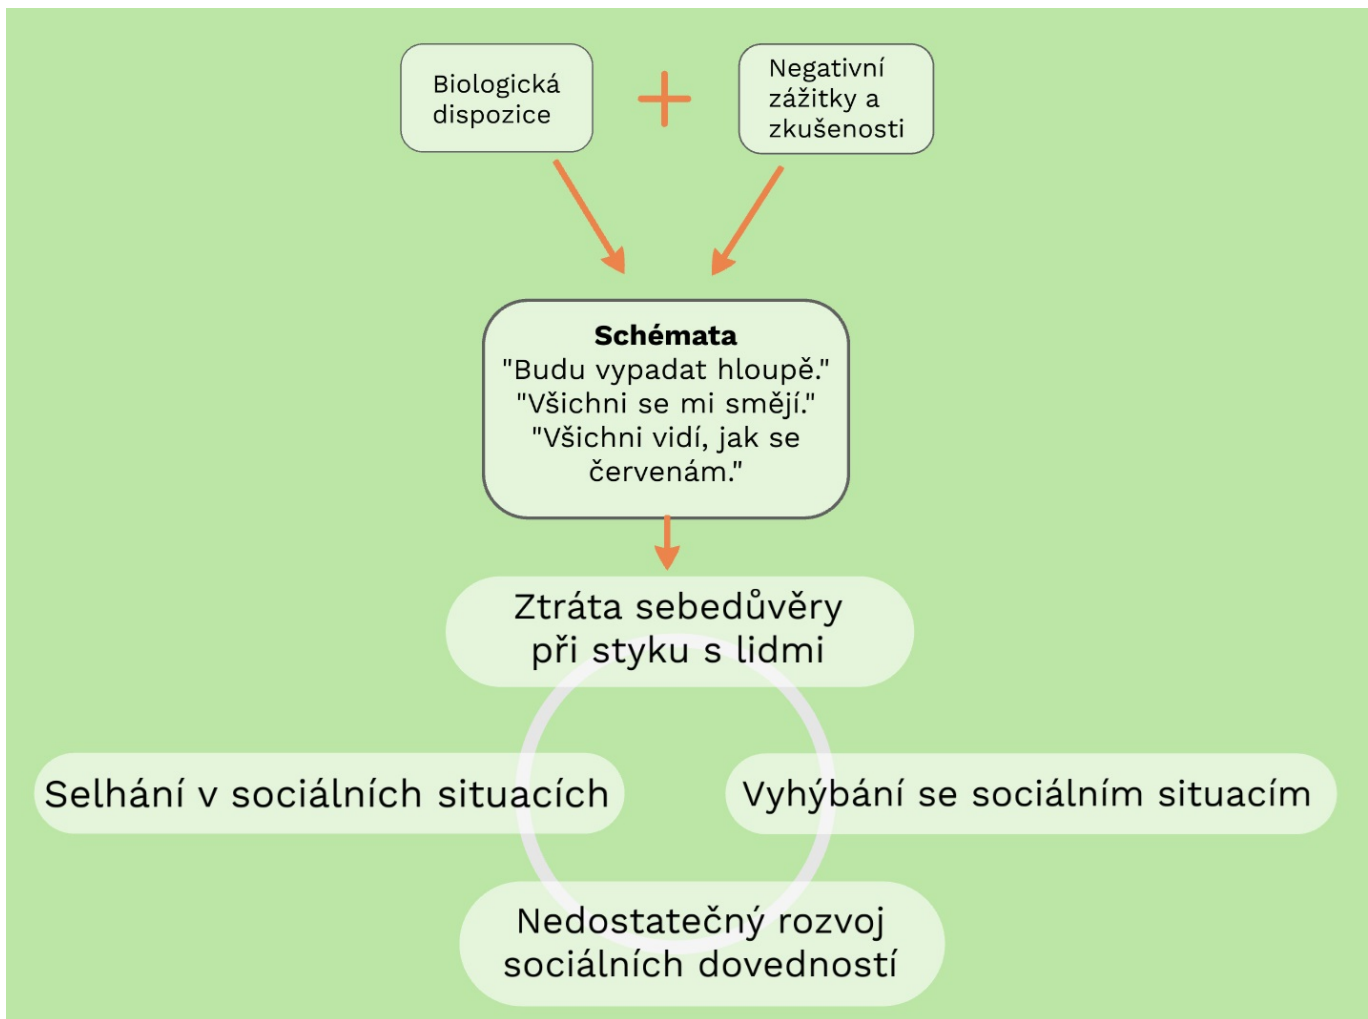 Biologická
dispozice
Negativní
zážitky a
zkušenosti
Schémata
"Budu vypadat hloupě."
"Všichni se mi smějí."
"Všichni vidí, jak se
červenám."
Ztráta sebedůvěry
při styku s lidmi
Selhání v sociálních situacích
Vyhýbání se sociálním situacím
Nedostatečný rozvoj
sociálních dovedností